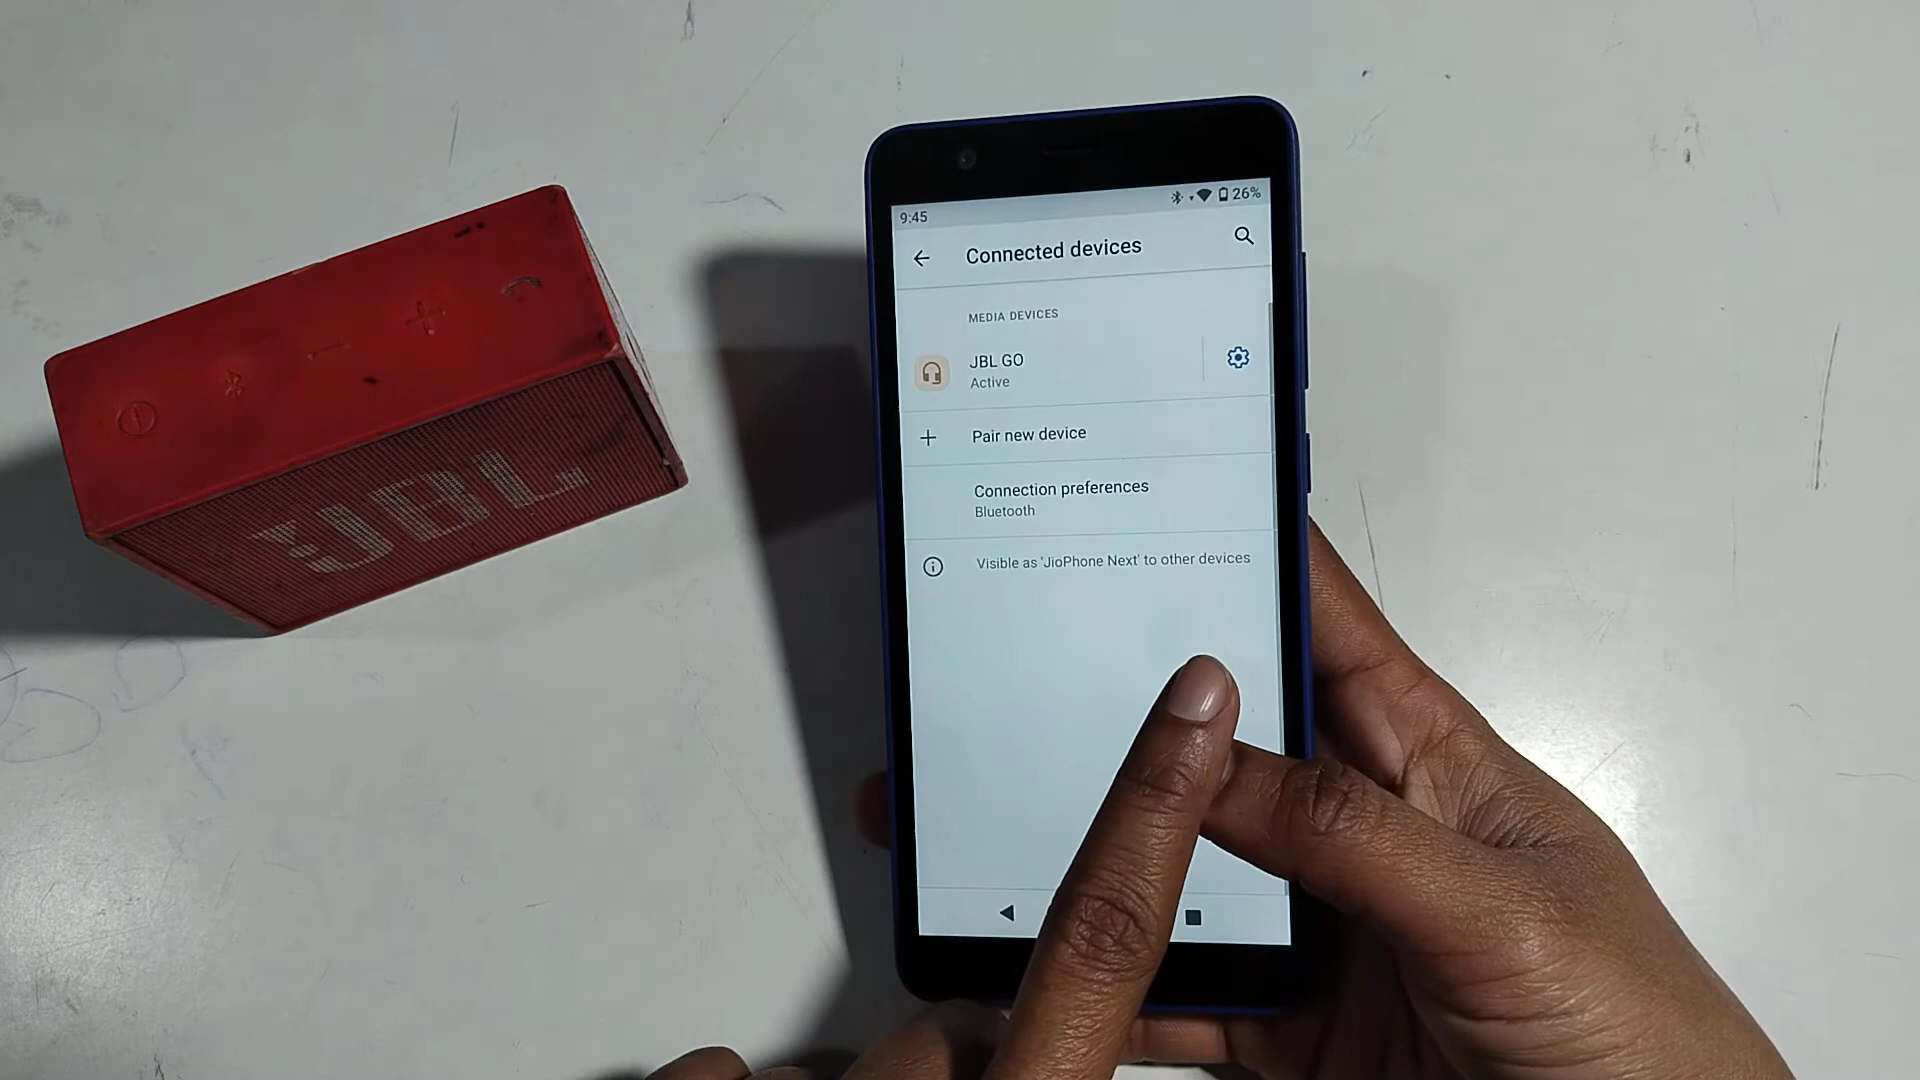 JBL
9:45
26%
Connected devices
MEDIA DEVICES
JBL GO
Active
Pair new device
Connection preferences
Bluetooth
Visible as 'JioPhone Next' to other devices